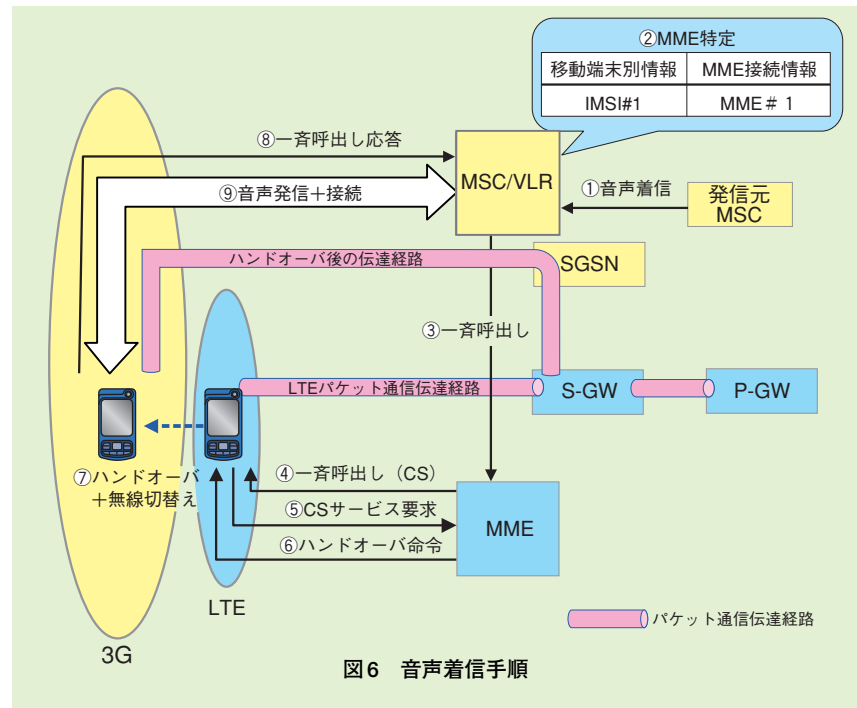 ②MME特定
移動端末別情報 MME接続情報
IMSI#1 MME# 1
⑧一斉呼出し応答
MSC/VLR
⑨音声発信+接続
①音声着信
発信元
MSC
ハンドオーバ後の伝達経路
SGSN
③一斉呼出し
LTEパケット通信伝達経路
S-GW
P-GW
⑦ハンドオーバ
+無線切替え
④一斉呼出し(CS)
⑤CSサービス要求
⑥ハンドオーバ命令
MME
LTE
3G
パケット通信伝達経路
図6 音声着信手順